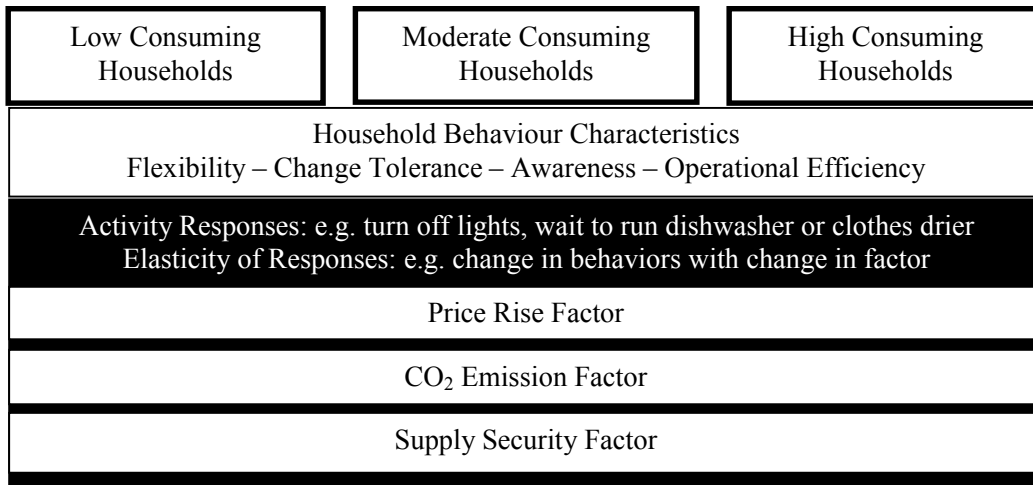 Low Consuming
Households
Moderate Consuming
Households
High Consuming
Households
Household Behaviour Characteristics
Flexibility – Change Tolerance – Awareness – Operational Efficiency
Activity Responses: e.g. turn off lights, wait to run dishwasher or clothes drier
Elasticity of Responses: e.g. change in behaviors with change in factor
Price Rise Factor
CO₂ Emission Factor
Supply Security Factor